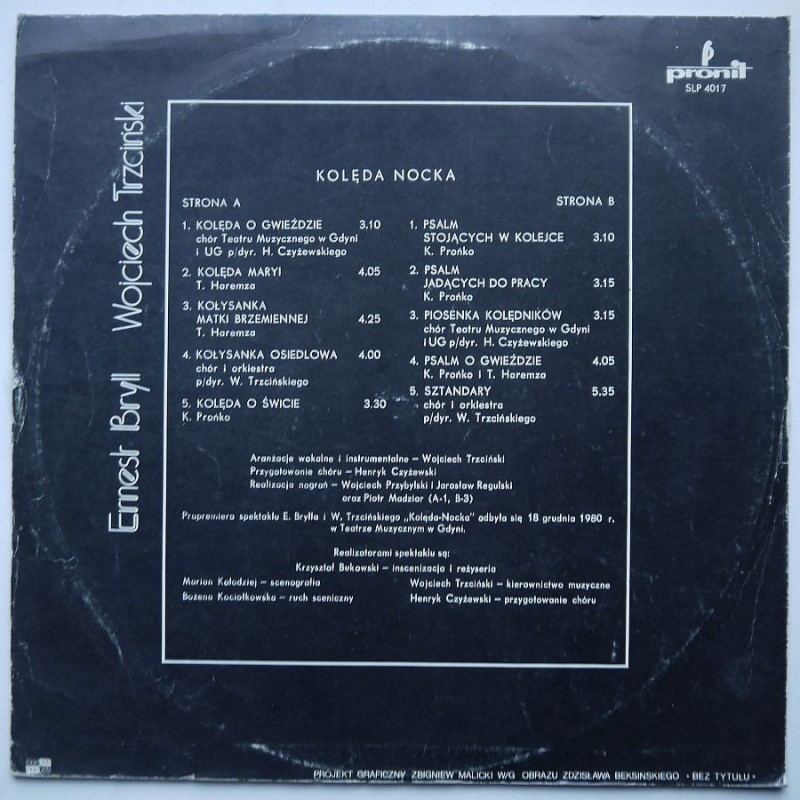 pronit
SLP 4017
Ernest Bryll Wojciech Trzciński
KOLĘDA NOCKA
STRONA A
1. KOLĘDA O GWIEŹDZIE 3.10
chór Teatru Muzycznego w Gdyni
i UG p/dyr. H. Czyżewskiego
2. KOLĘDA MARYI 4.05
T. Haremza
3. KOŁYSANKA
MATKI BRZEMIENNEJ 4.25
T. Haremza
4. KOŁYSANKA OSIEDLOWA 4.00
chór i orkiestra
p/dyr. W. Trzcińskiego
5. KOLĘDA O ŚWICIE 3.30
K. Prońko
STRONA B
1. PSALM
STOJĄCYCH W KOLEJCE 3.10
K. Prońko
2. PSALM
JADĄCYCH DO PRACY 3.15
K. Prońko
3. PIOSENKA KOLĘDNIKÓW 3.15
chór Teatru Muzycznego w Gdyni
i UG p/dyr. H. Czyżewskiego
4. PSALM O GWIEŹDZIE 4.05
K. Prońko i T. Haremza
5. SZTANDARY 5.35
chór i orkiestra
p/dyr. W. Trzcińskiego
Aranżacje wokalne i instrumentalne – Wojciech Trzciński
Przygotowanie chóru – Henryk Czyżewski
Realizacja nagrań – Wojciech Przybylski i Jarosław Regulski
oraz Piotr Madziar (A-1, B-3)
Prapremiera spektaklu E. Brylla i W. Trzcińskiego „Kolęda-Nocka" odbyła się 18 grudnia 1980 r.
w Teatrze Muzycznym w Gdyni.
Realizatorami spektaklu są:
Krzysztof Bukowski – inscenizacja i reżyseria
Marian Kołodziej – scenografia
Wojciech Trzciński – kierownictwo muzyczne
Bożena Kociołkowska – ruch sceniczny
Henryk Czyżewski – przygotowanie chóru
PROJEKT GRAFICZNY ZBIGNIEW MALICKI W/G OBRAZU ZDZISŁAWA BEKSIŃSKIEGO • BEZ TYTUŁU •